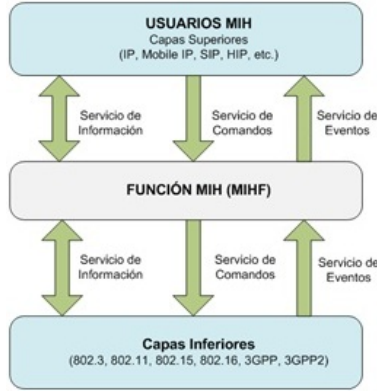 USUARIOS MIH
Capas Superiores
(IP, Mobile IP, SIP, HIP, etc.)
Servicio de
Información
Servicio de
Comandos
Servicio de
Eventos
FUNCIÓN MIH (MIHF)
Servicio de
Información
Servicio de
Comandos
Servicio de
Eventos
Capas Inferiores
(802.3, 802.11, 802.15, 802.16, 3GPP, 3GPP2)